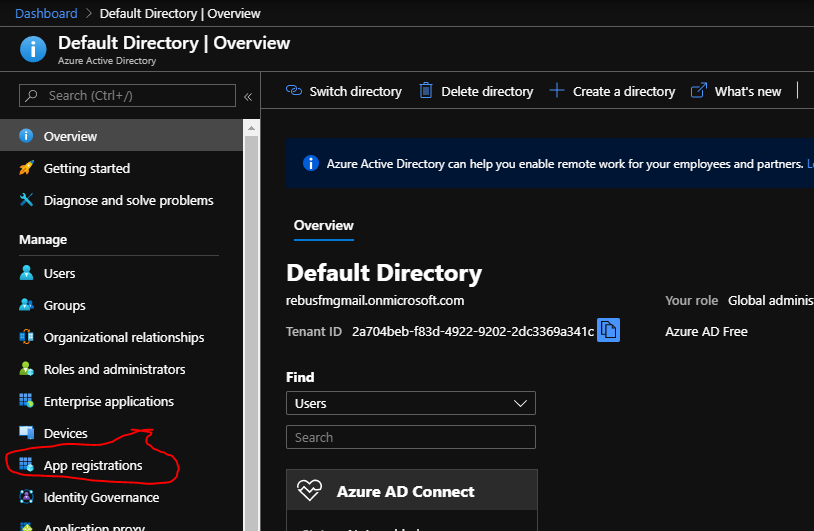 Dashboard > Default Directory | Overview
Default Directory | Overview
Azure Active Directory
Search (Ctrl+/)
«
Switch directory
Delete directory
Create a directory
What's new
Overview
Getting started
Diagnose and solve problems
Manage
Users
Groups
Organizational relationships
Roles and administrators
Enterprise applications
Devices
App registrations
Identity Governance
Application proxy
Azure Active Directory can help you enable remote work for your employees and partners.
Overview
Default Directory
rebusfmgmail.onmicrosoft.com
Your role Global adminis
Tenant ID 2a704beb-f83d-4922-9202-2dc3369a341c
Azure AD Free
Find
Users
Search
Azure AD Connect